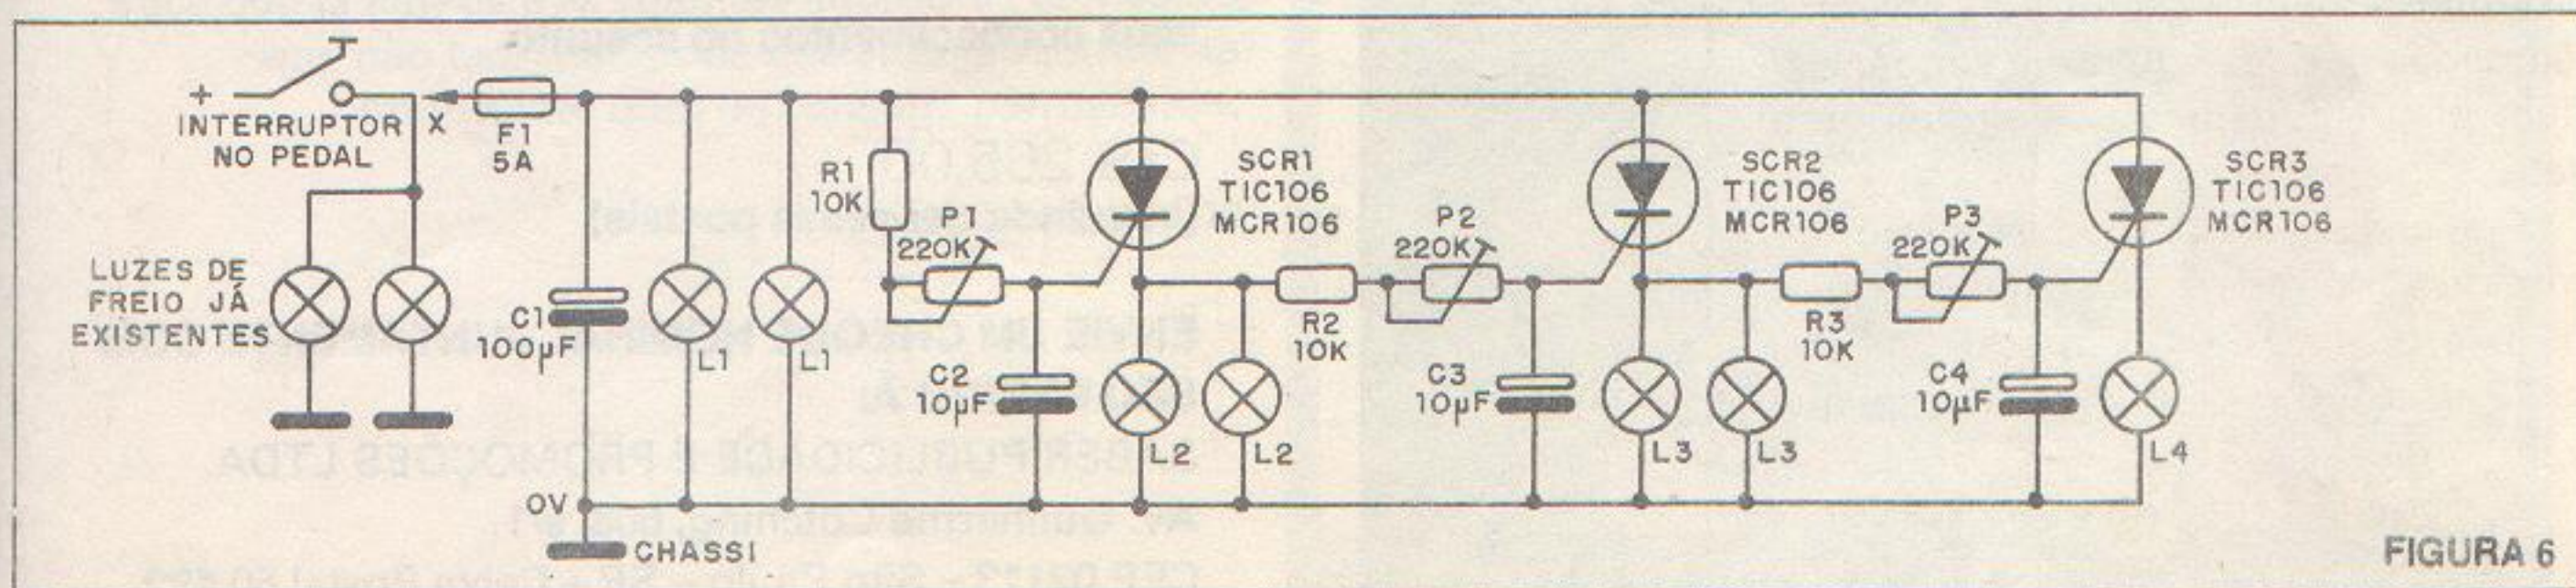 +
INTERRUPTOR
NO PEDAL
X
F1
5A
LUZES DE
FREIO JÁ
EXISTENTES
C1
100µF
L1
L1
R1
10K
P1
220K
C2
10µF
SCR1
TIC106
MCR106
L2
L2
R2
10K
P2
220K
C3
10µF
SCR2
TIC106
MCR106
L3
L3
R3
10K
P3
220K
C4
10µF
SCR3
TIC106
MCR106
L4
0V
CHASSI
FIGURA 6